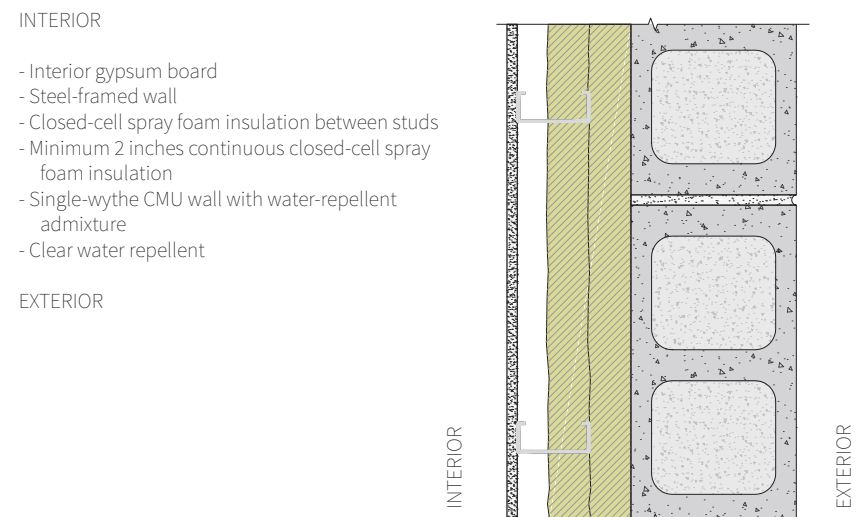 INTERIOR
- Interior gypsum board
- Steel-framed wall
- Closed-cell spray foam insulation between studs
- Minimum 2 inches continuous closed-cell spray
foam insulation
- Single-wythe CMU wall with water-repellent
admixture
- Clear water repellent
EXTERIOR
INTERIOR
EXTERIOR